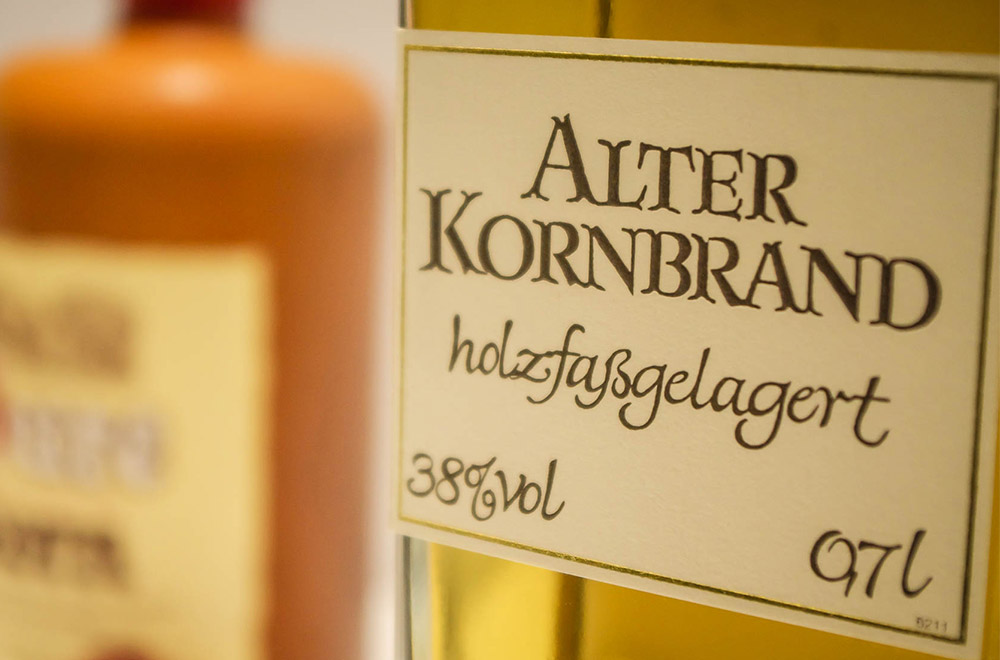 ALTER
KORNBRAND
holzfaßgelagert
38%vol
0,7l